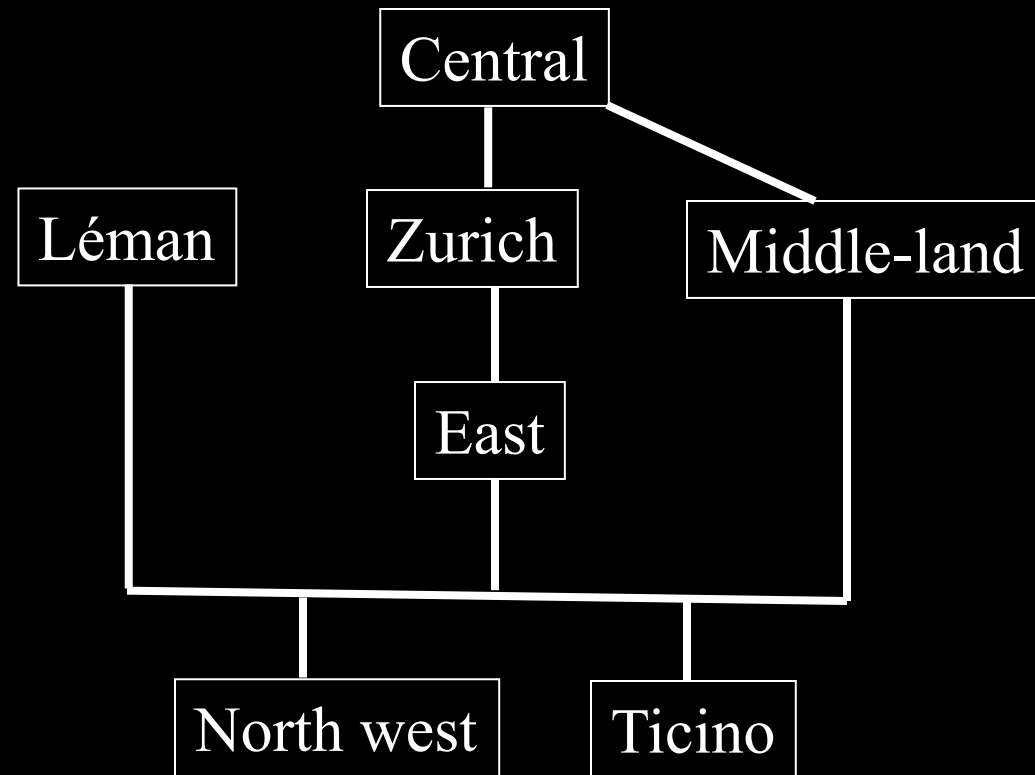 Central
Léman
Zurich
Middle-land
East
North west
Ticino